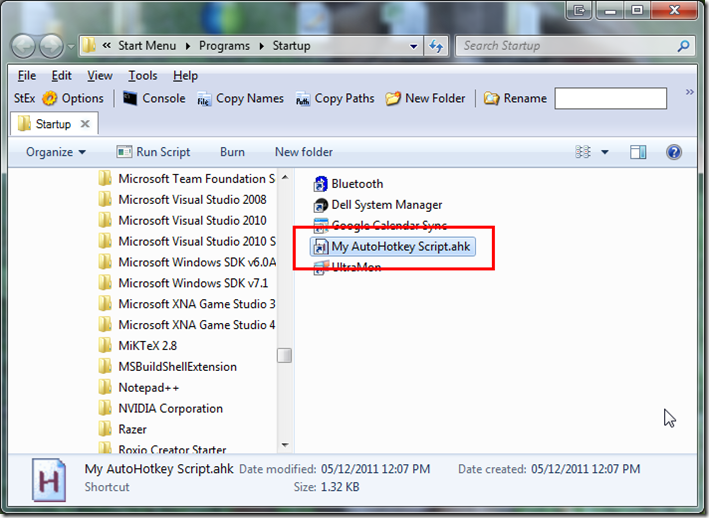 « Start Menu Programs Startup
Search Startup
File Edit View Tools Help
StEx Options Console Copy Names Copy Paths New Folder Rename »
Startup
Organize Run Script Burn New folder
Microsoft Team Foundation S
Microsoft Visual Studio 2008
Microsoft Visual Studio 2010
Microsoft Visual Studio 2010 S
Microsoft Windows SDK v6.0A
Microsoft Windows SDK v7.1
Microsoft XNA Game Studio 3
Microsoft XNA Game Studio 4
MiKTeX 2.8
MSBuildShellExtension
Notepad++
NVIDIA Corporation
Razer
Roxio Creator Starter
Bluetooth
Dell System Manager
Google Calendar Sync
My AutoHotkey Script.ahk
UltraMon
My AutoHotkey Script.ahk Date modified: 05/12/2011 12:07 PM Date created: 05/12/2011 12:07 PM
Shortcut Size: 1.32 KB